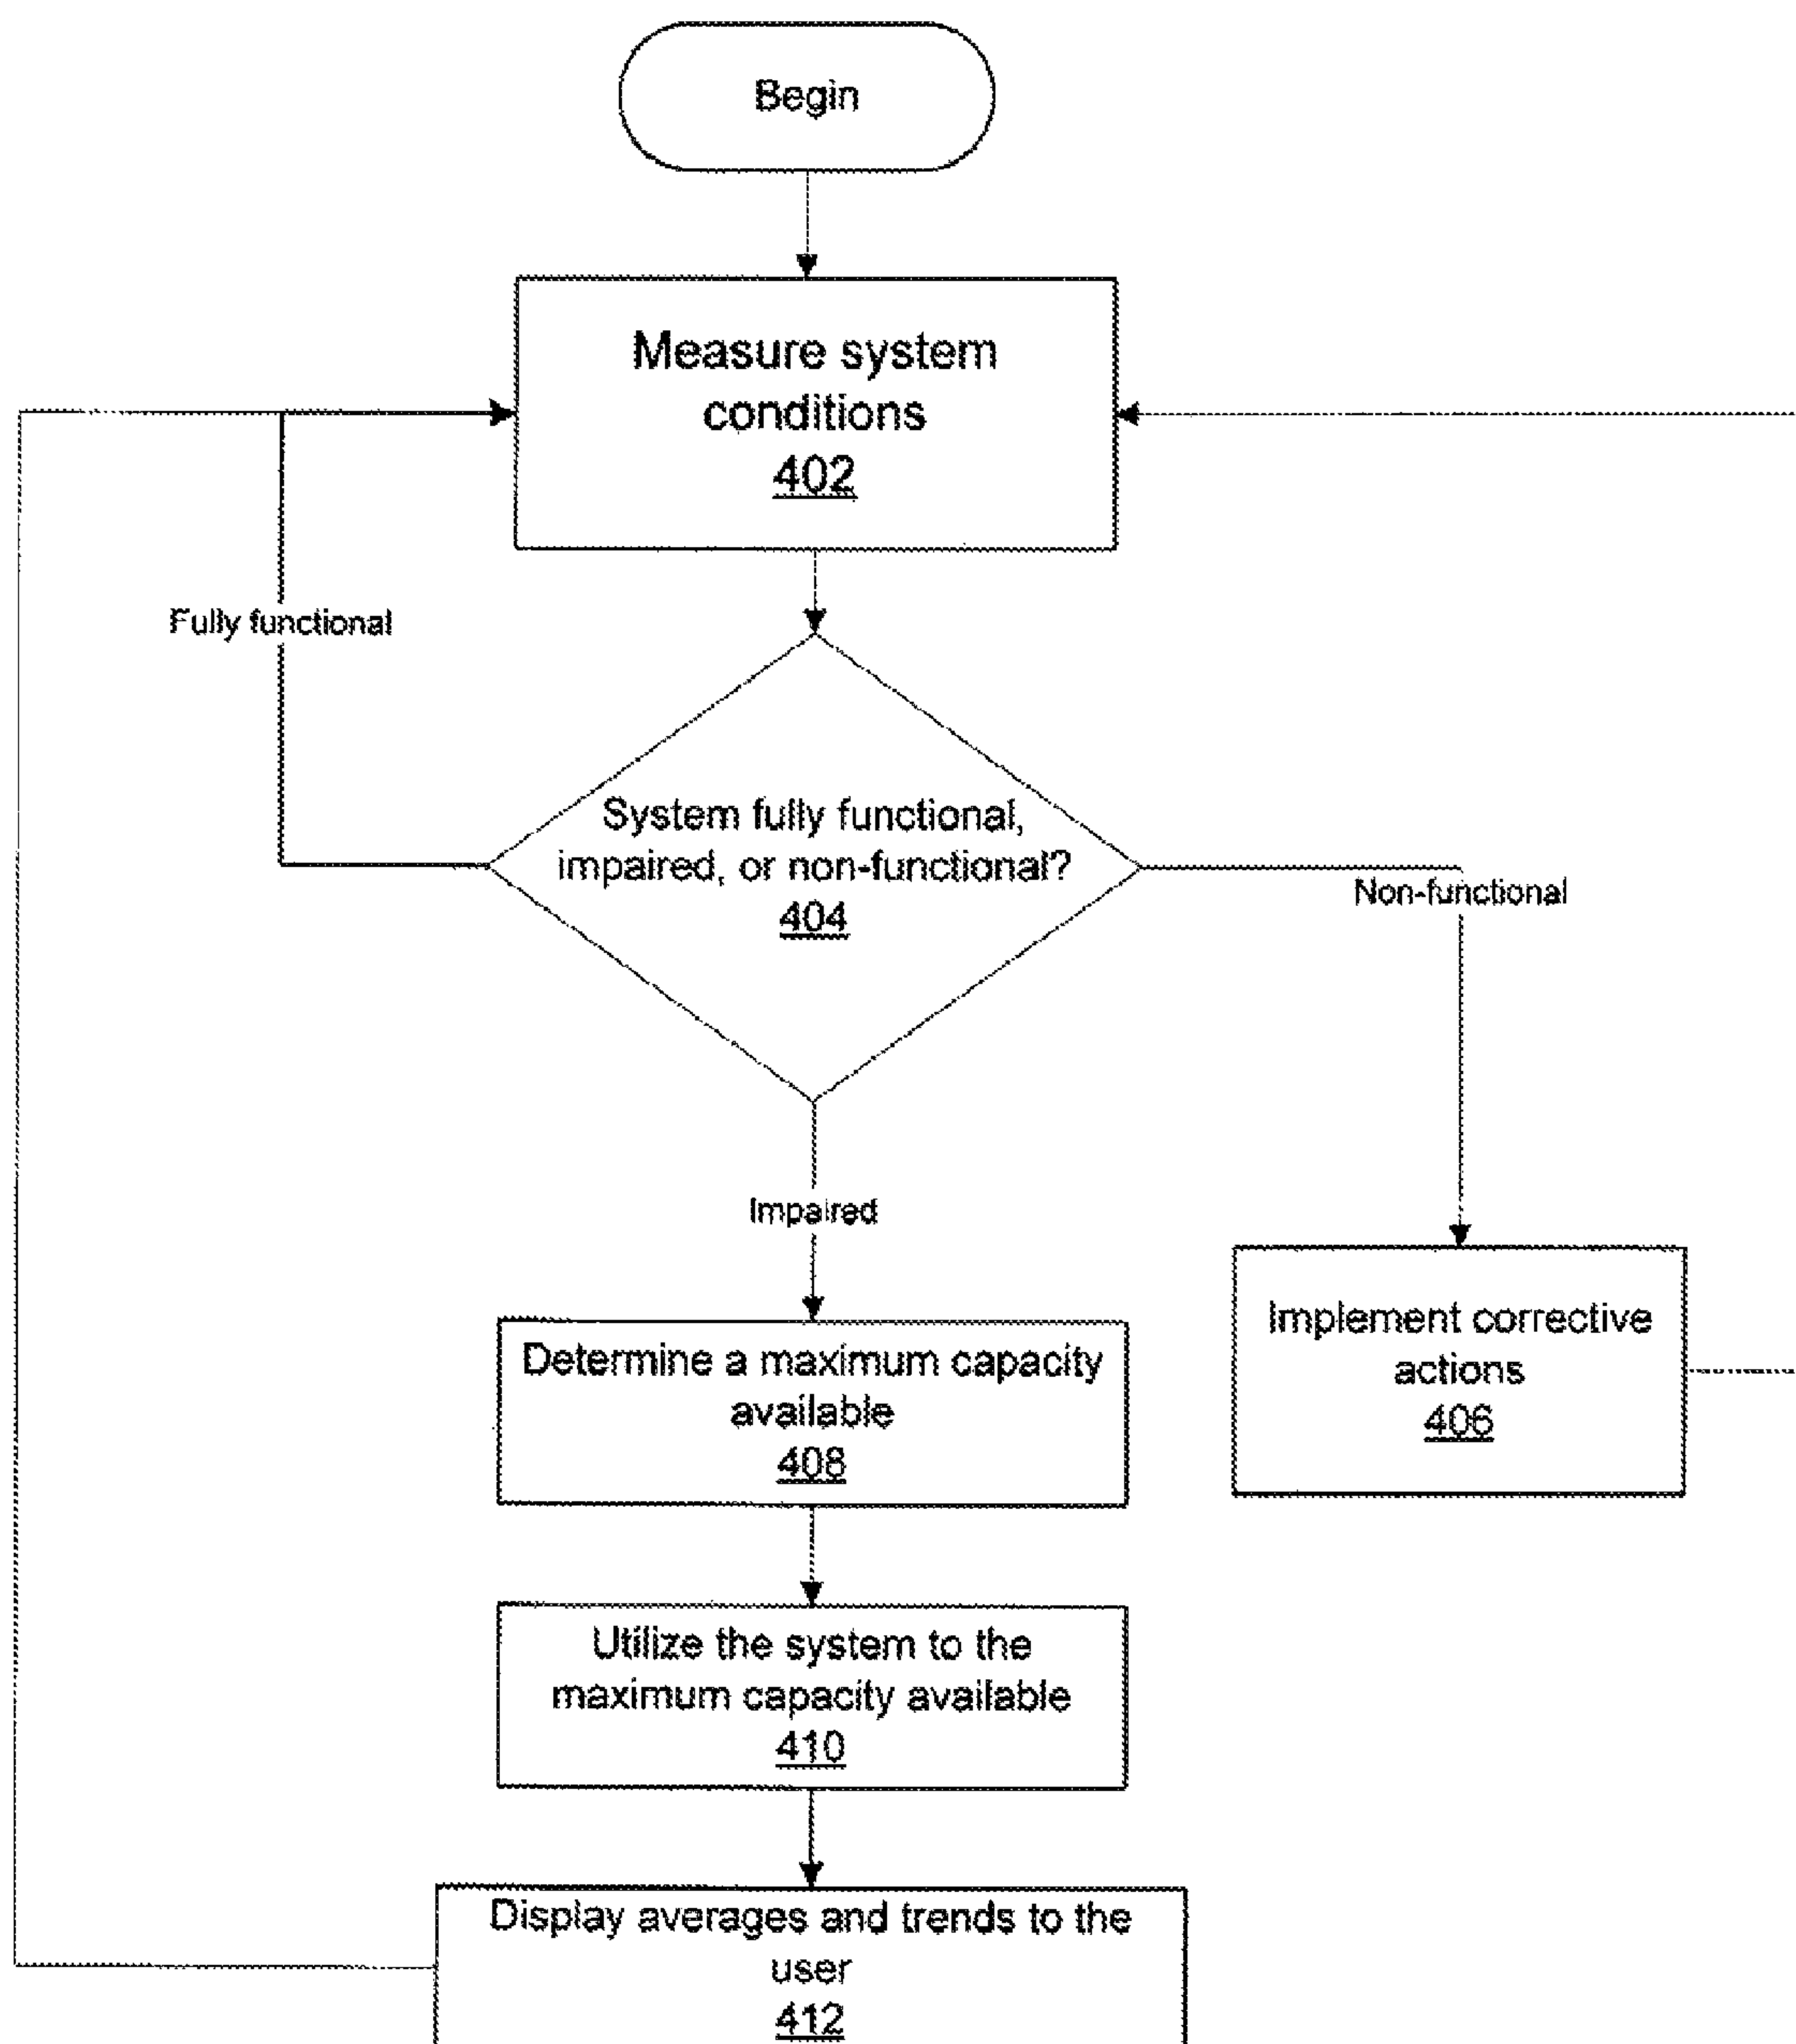 Begin
Measure system
conditions
402
Fully functional
System fully functional,
impaired, or non-functional?
404
Non-functional
Impaired
Determine a maximum capacity
available
408
Implement corrective
actions
406
Utilize the system to the
maximum capacity available
410
Display averages and trends to the
user
412